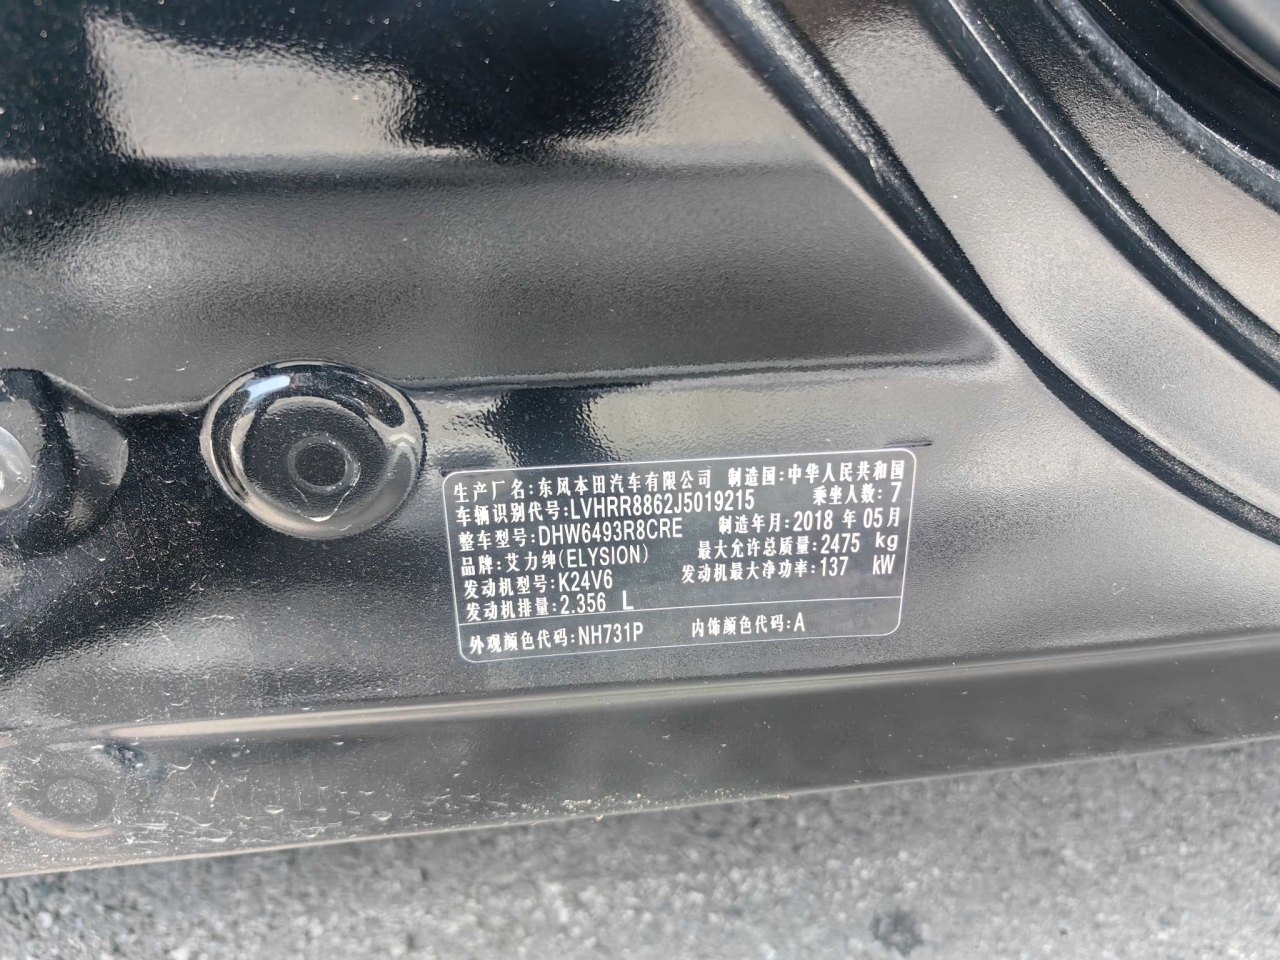 生产厂名:东风本田汽车有限公司 制造国:中华人民共和国
车辆识别代号:LVHRR8862J5019215 乘坐人数:7
整车型号:DHW6493R8CRE 制造年月:2018 年 05月
品牌:艾力绅(ELYSION) 最大允许总质量:2475 kg
发动机型号:K24V6 发动机最大净功率:137 kW
发动机排量:2.356 L
外观颜色代码:NH731P 内饰颜色代码:A